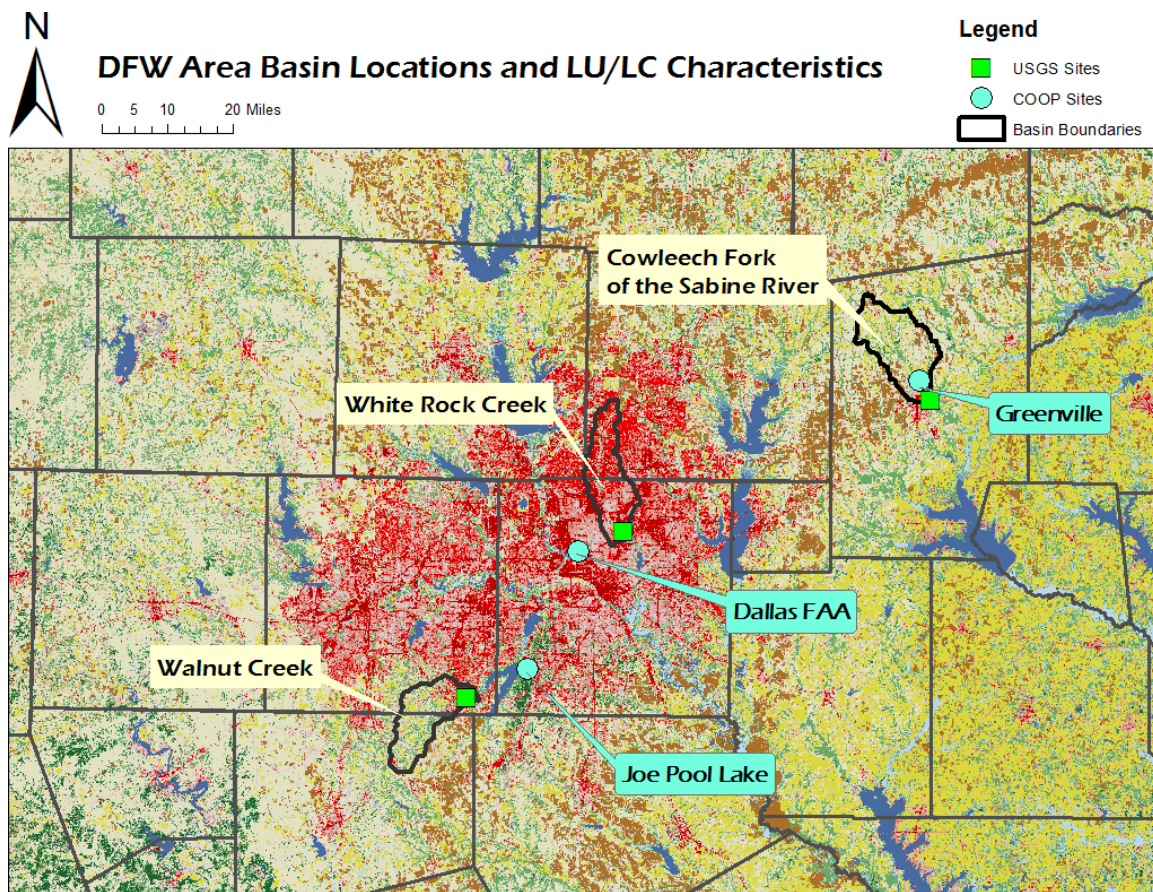 N
DFW Area Basin Locations and LU/LC Characteristics
0 5 10 20 Miles
Legend
USGS Sites
COOP Sites
Basin Boundaries
Cowleech Fork
of the Sabine River
White Rock Creek
Greenville
Dallas FAA
Walnut Creek
Joe Pool Lake